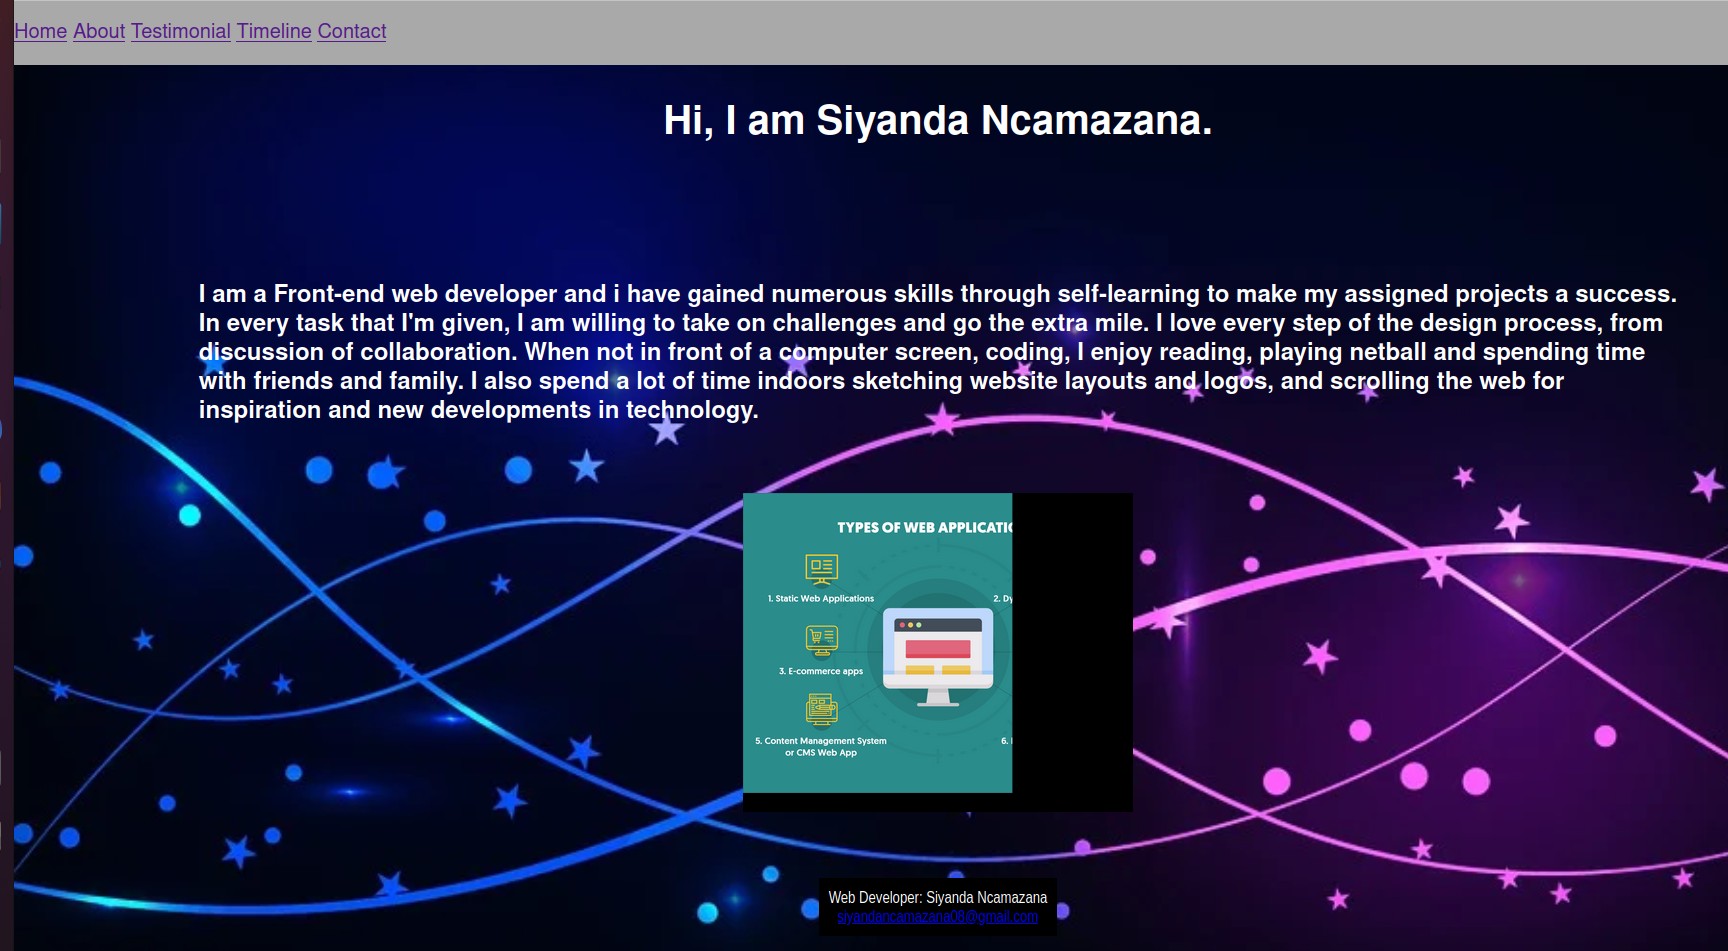 Home About Testimonial Timeline Contact
Hi, I am Siyanda Ncamazana.
I am a Front-end web developer and i have gained numerous skills through self-learning to make my assigned projects a success.
In every task that I'm given, I am willing to take on challenges and go the extra mile. I love every step of the design process, from
discussion of collaboration. When not in front of a computer screen, coding, I enjoy reading, playing netball and spending time
with friends and family. I also spend a lot of time indoors sketching website layouts and logos, and scrolling the web for
inspiration and new developments in technology.
TYPES OF WEB APPLICATIO
1. Static Web Applications
2. Dy
3. E-commerce apps
5. Content Management System
or CMS Web App
6.
Web Developer: Siyanda Ncamazana
siyandancamazana08@gmail.com